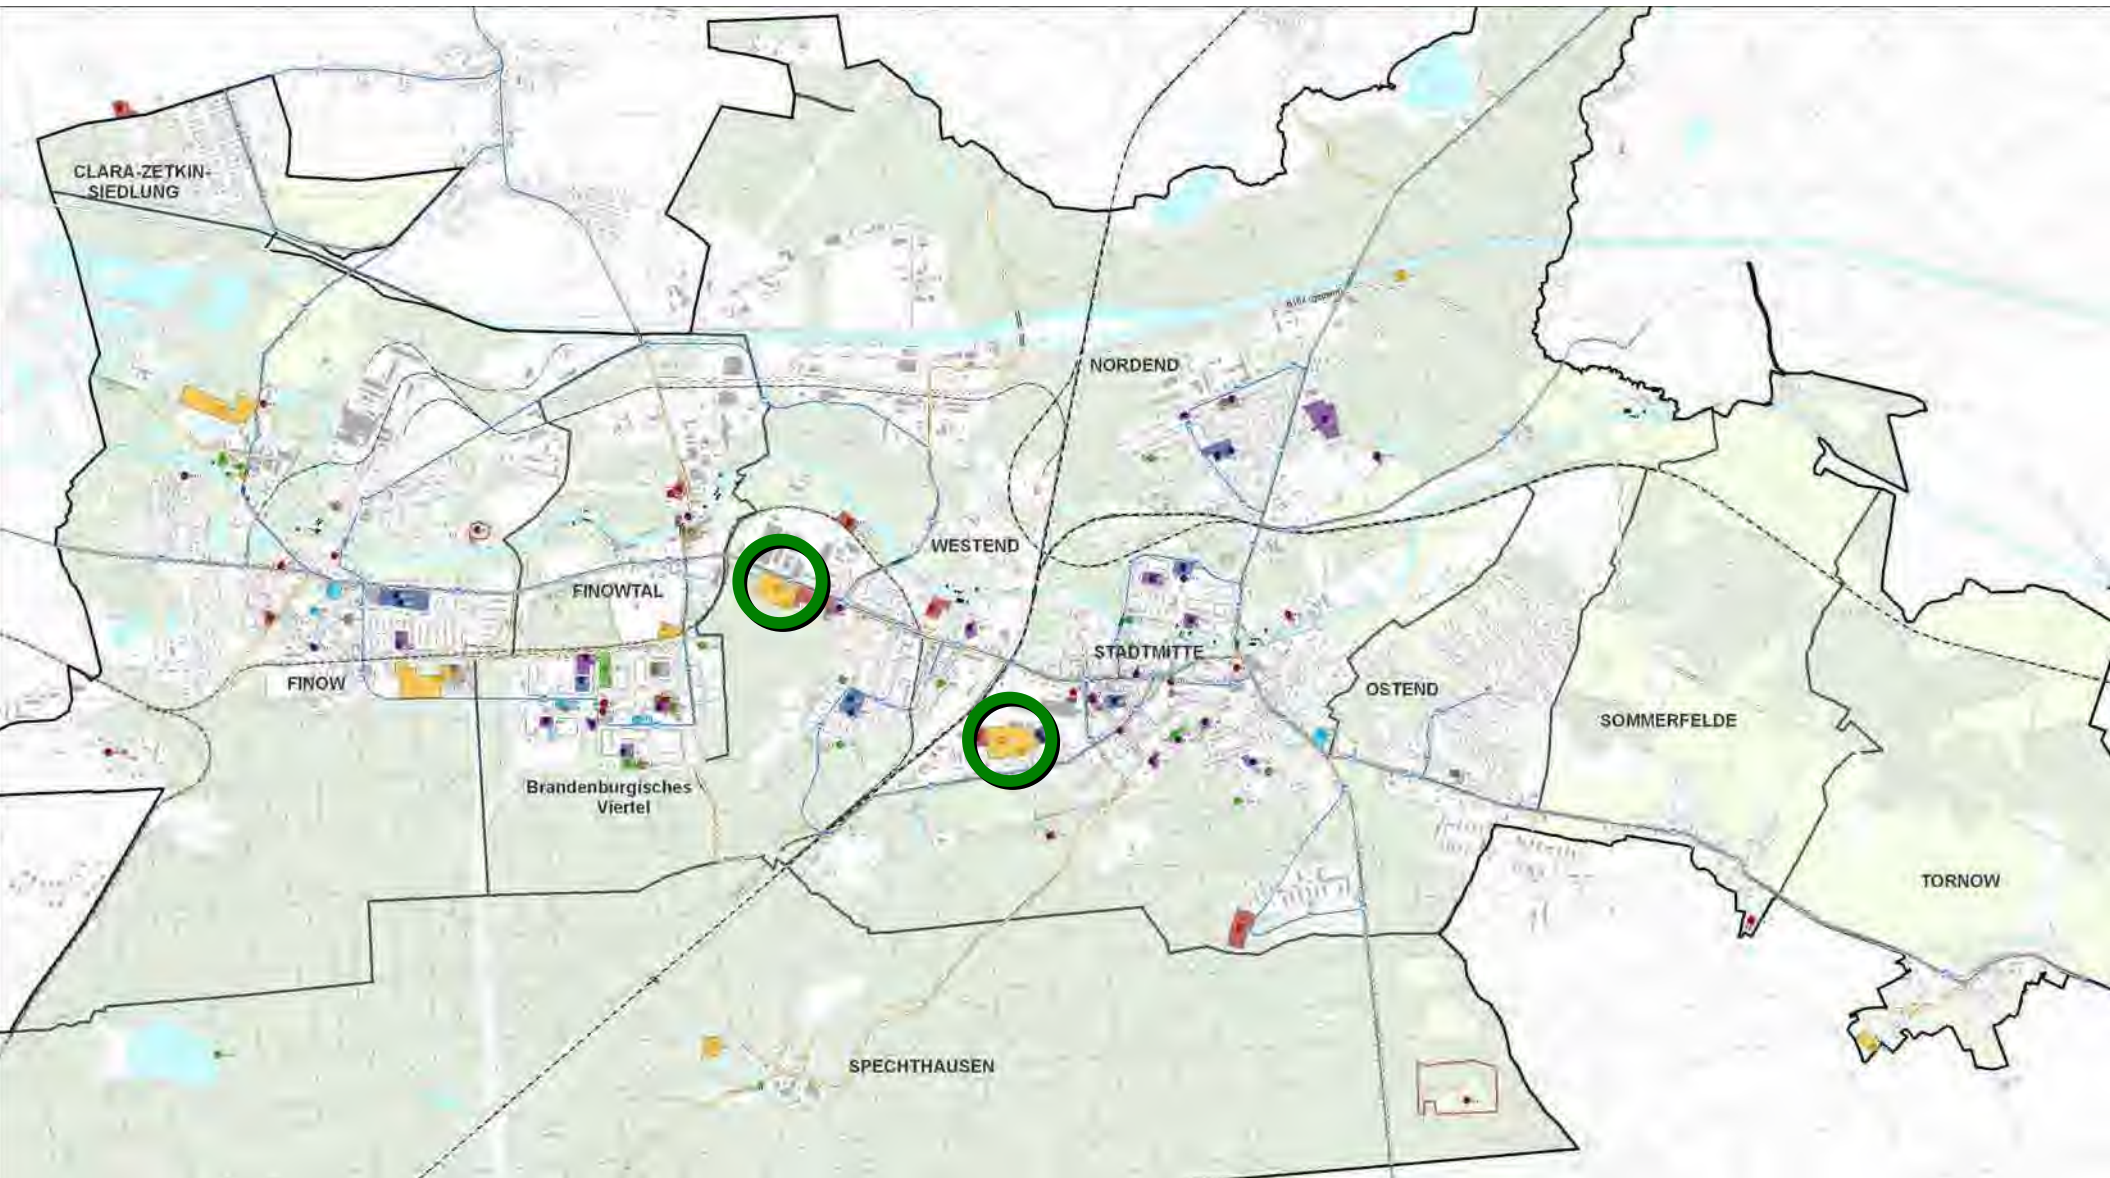 CLARA-ZETKIN-
SIEDLUNG
NORDEND
WESTEND
FINOWTAL
STADTMITTE
FINOW
OSTEND
SOMMERFELDE
Brandenburgisches
Viertel
TORNOW
SPECHTHAUSEN